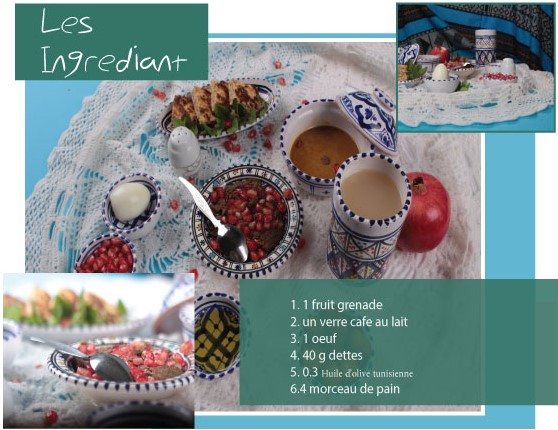 Les
Ingrediant
1. 1 fruit grenade
2. un verre cafe au lait
3. 1 oeuf
4. 40 g dettes
5. 0.3 Huile d'olive tunisienne
6.4 morceau de pain